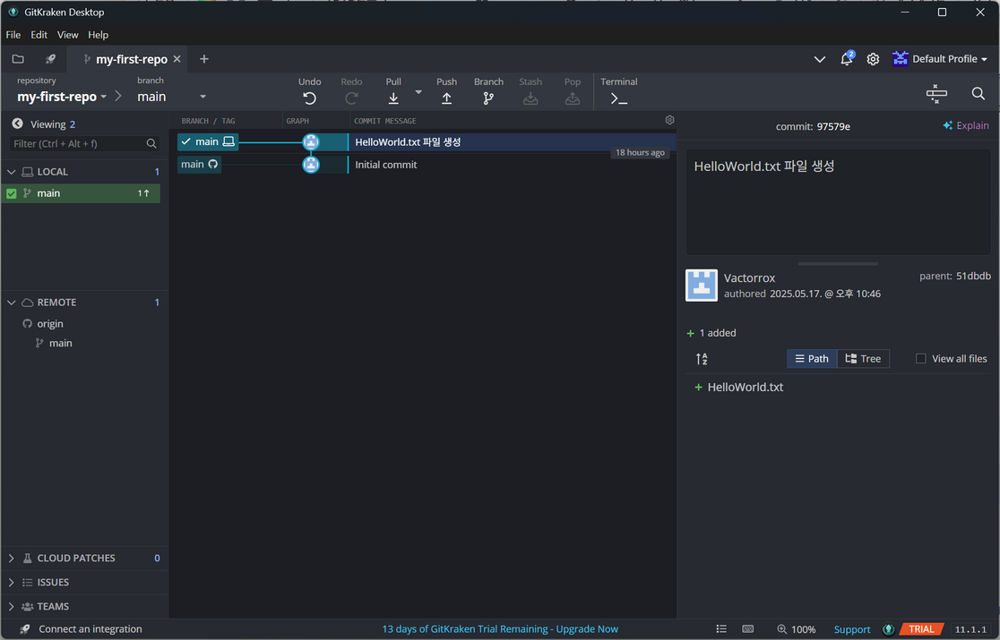 GitKraken Desktop
File Edit View Help
my-first-repo
2
Default Profile
repository
my-first-repo
branch
main
Undo
Redo
Pull
Push
Branch
Stash
Pop
Terminal
Viewing 2
Filter (Ctrl + Alt + f)
LOCAL 1
main 1↑
REMOTE 1
origin
main
CLOUD PATCHES 0
ISSUES
TEAMS
BRANCH / TAG GRAPH COMMIT MESSAGE
main HelloWorld.txt 파일 생성
18 hours ago
main Initial commit
commit: 97579e
Explain
HelloWorld.txt 파일 생성
Vactorrox
authored 2025.05.17. @ 오후 10:46
parent: 51dbdb
+ 1 added
Path Tree View all files
+ HelloWorld.txt
Connect an integration
13 days of GitKraken Trial Remaining - Upgrade Now
100%
Support
TRIAL
11.1.1